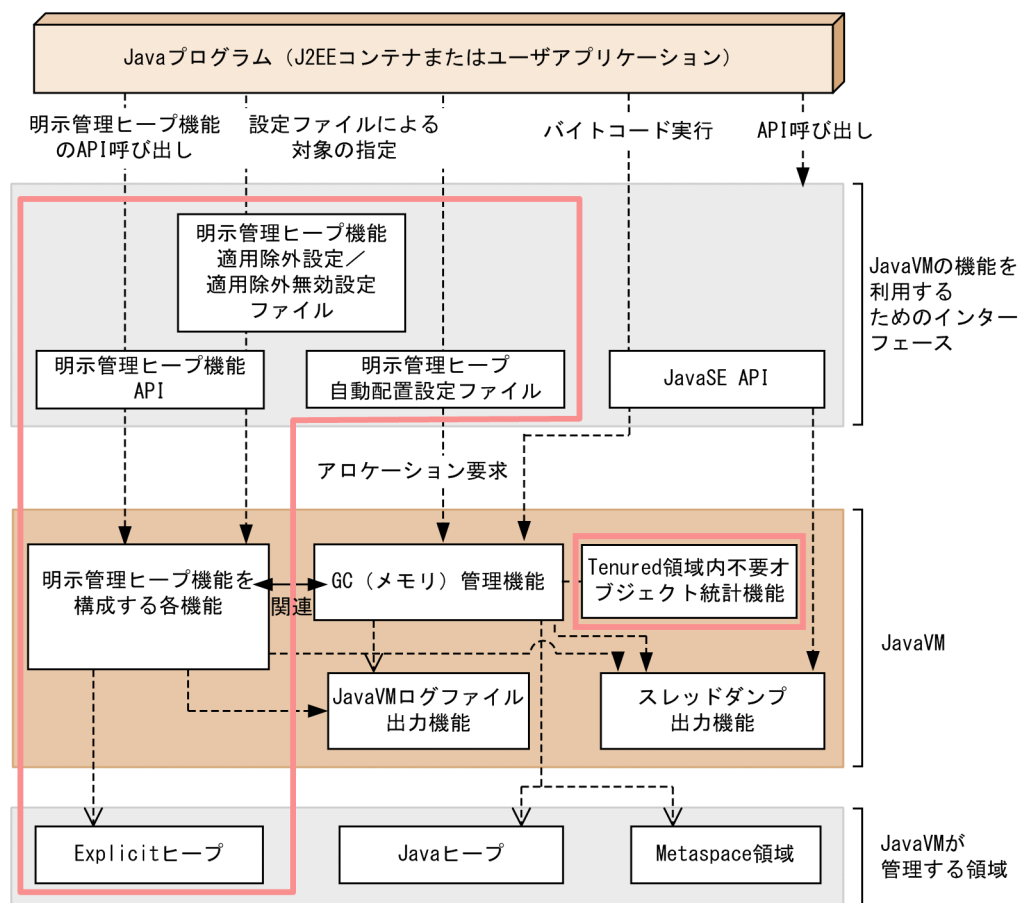 Javaプログラム（J2EEコンテナまたはユーザアプリケーション）
明示管理ヒープ機能
のAPI呼び出し
設定ファイルによる
対象の指定
バイトコード実行
API呼び出し
明示管理ヒープ機能
適用除外設定／
適用除外無効設定
ファイル
明示管理ヒープ機能
API
明示管理ヒープ
自動配置設定ファイル
JavaSE API
JavaVMの機能を
利用する
ためのインター
フェース
アロケーション要求
明示管理ヒープ機能を
構成する各機能
関連
GC（メモリ）管理機能
Tenured領域内不要オ
ブジェクト統計機能
JavaVM
JavaVMログファイル
出力機能
スレッドダンプ
出力機能
Explicitヒープ
Javaヒープ
Metaspace領域
JavaVMが
管理する領域